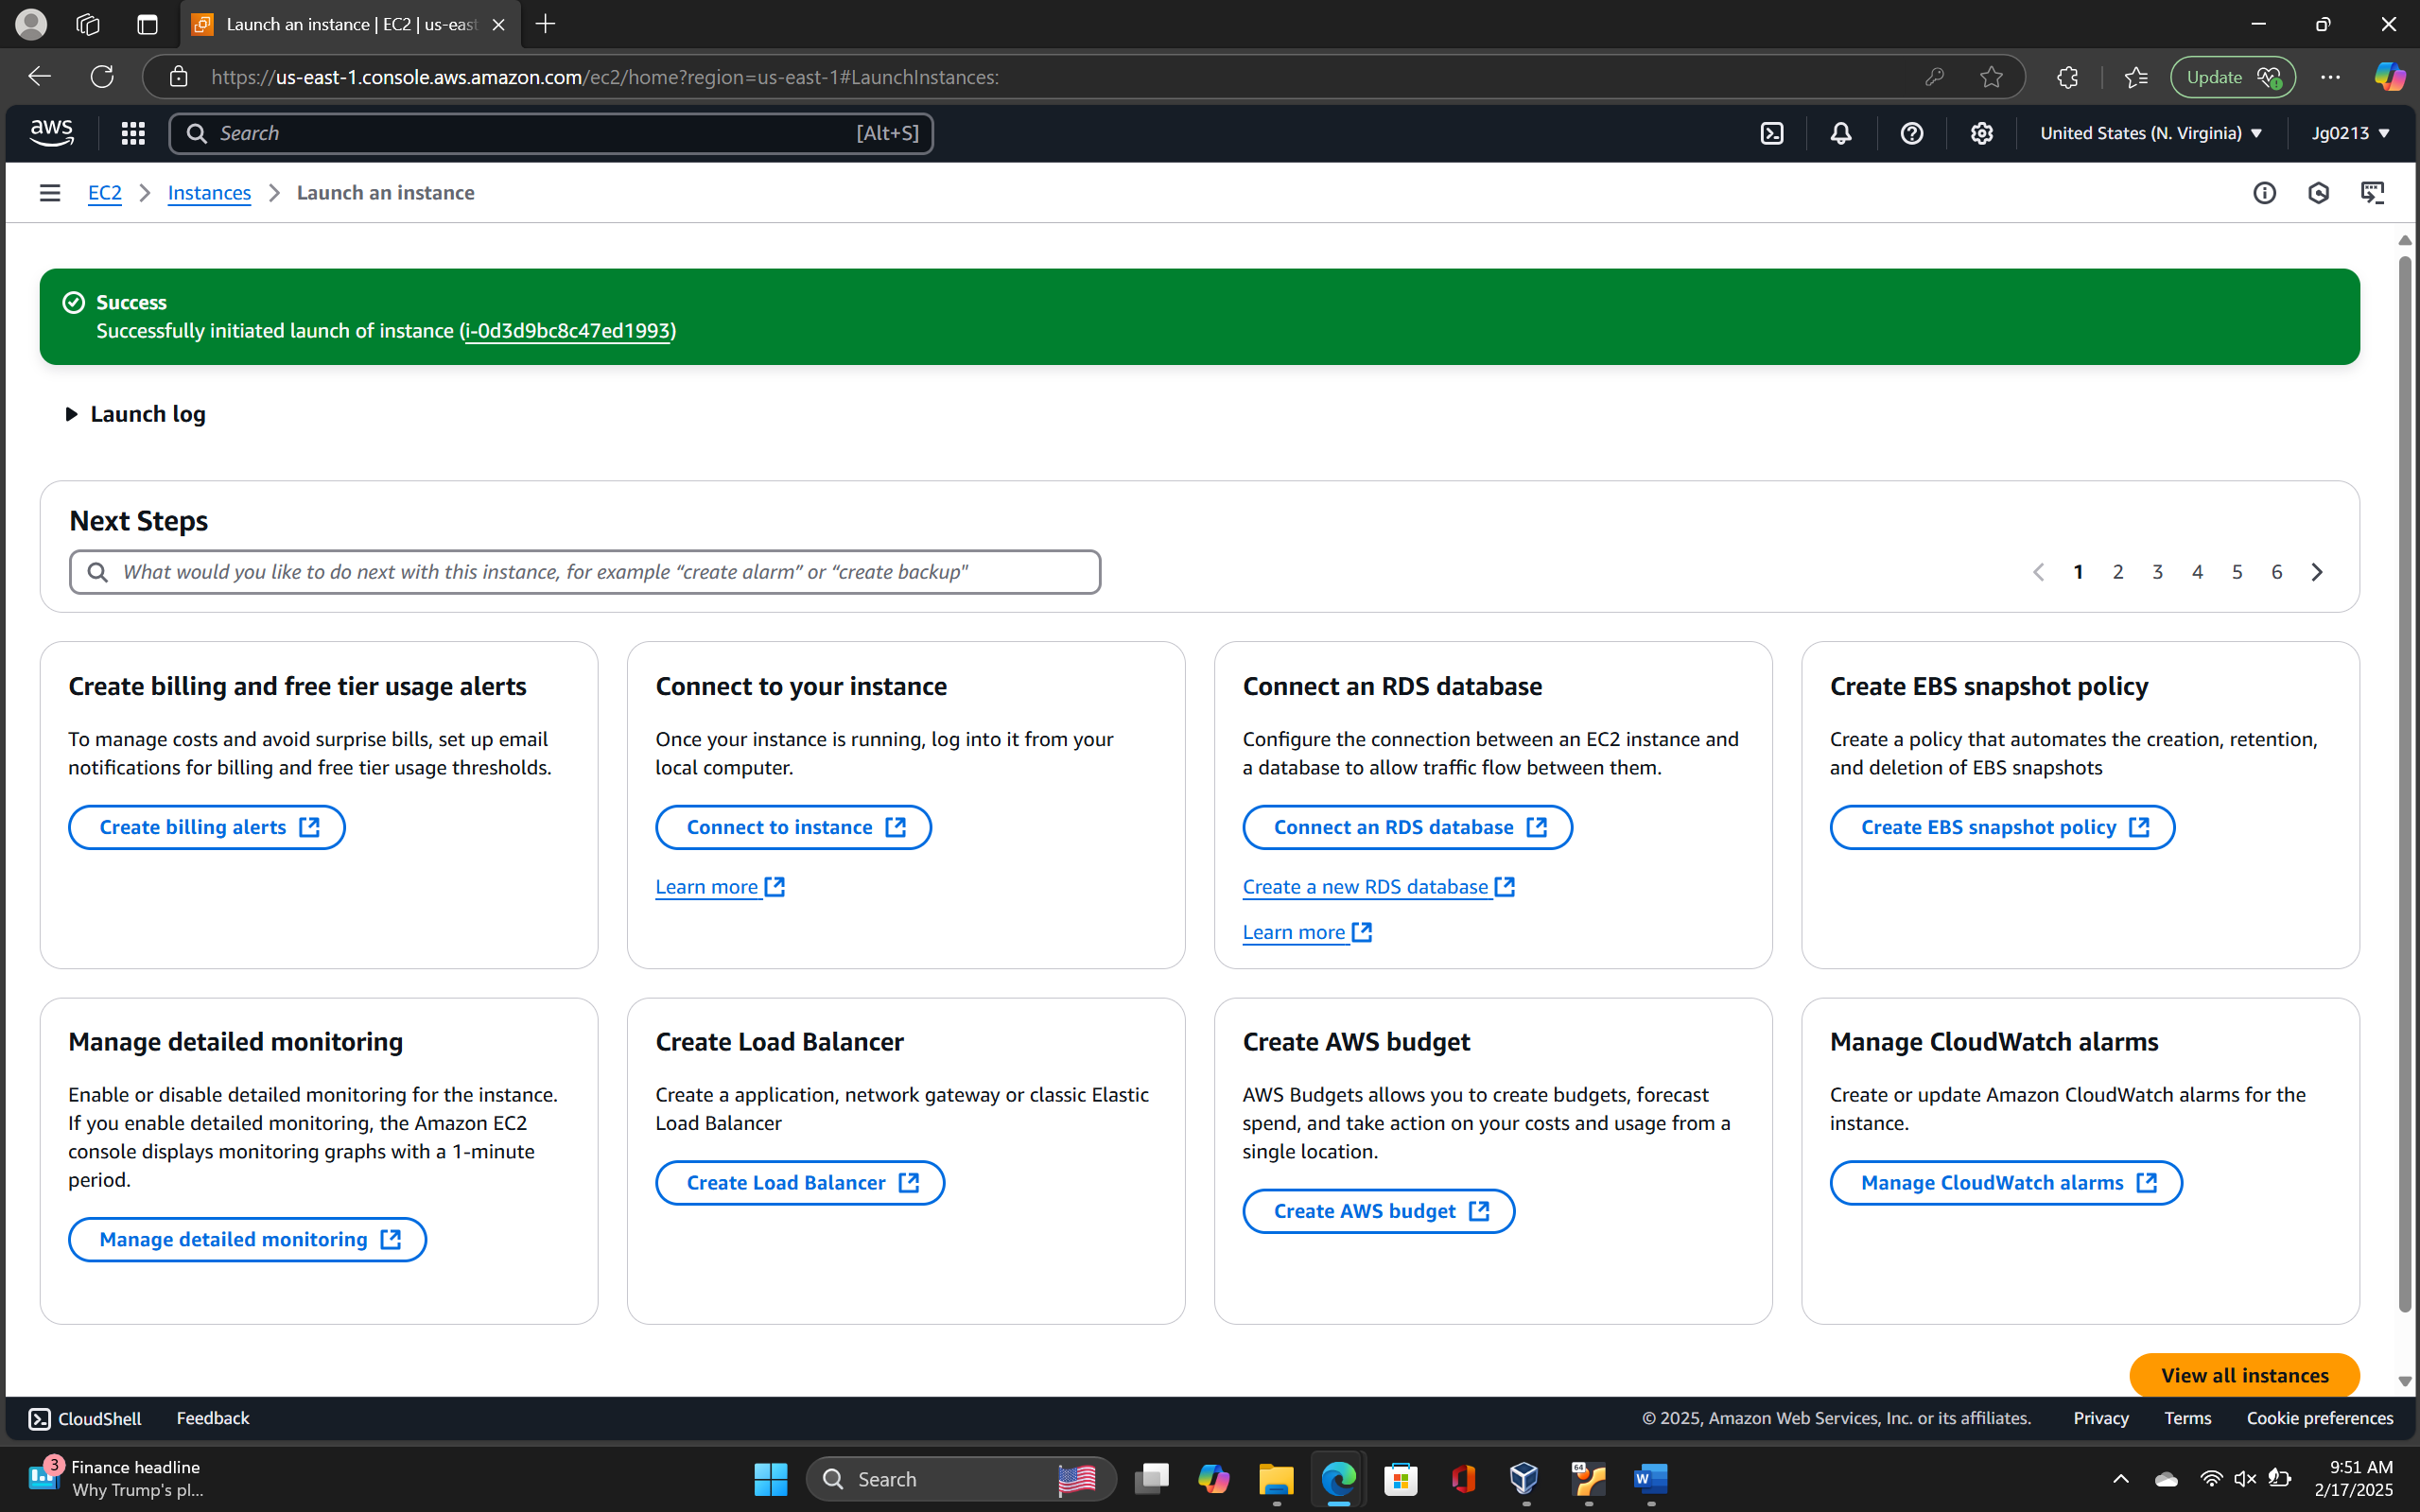 Launch an instance | EC2 | us-east
https://us-east-1.console.aws.amazon.com/ec2/home?region=us-east-1#LaunchInstances:
Update
aws
Search
[Alt+S]
United States (N. Virginia)
Jg0213
EC2
Instances
Launch an instance
Success
Successfully initiated launch of instance (i-0d3d9bc8c47ed1993)
Launch log
Next Steps
What would you like to do next with this instance, for example “create alarm” or “create backup"
1 2 3 4 5 6
Create billing and free tier usage alerts
To manage costs and avoid surprise bills, set up email
notifications for billing and free tier usage thresholds.
Create billing alerts
Connect to your instance
Once your instance is running, log into it from your
local computer.
Connect to instance
Learn more
Connect an RDS database
Configure the connection between an EC2 instance and
a database to allow traffic flow between them.
Connect an RDS database
Create a new RDS database
Learn more
Create EBS snapshot policy
Create a policy that automates the creation, retention,
and deletion of EBS snapshots
Create EBS snapshot policy
Manage detailed monitoring
Enable or disable detailed monitoring for the instance.
If you enable detailed monitoring, the Amazon EC2
console displays monitoring graphs with a 1-minute
period.
Manage detailed monitoring
Create Load Balancer
Create a application, network gateway or classic Elastic
Load Balancer
Create Load Balancer
Create AWS budget
AWS Budgets allows you to create budgets, forecast
spend, and take action on your costs and usage from a
single location.
Create AWS budget
Manage CloudWatch alarms
Create or update Amazon CloudWatch alarms for the
instance.
Manage CloudWatch alarms
View all instances
CloudShell
Feedback
© 2025, Amazon Web Services, Inc. or its affiliates.
Privacy
Terms
Cookie preferences
3
Finance headline
Why Trump's pl...
Search
64
W
9:51 AM
2/17/2025